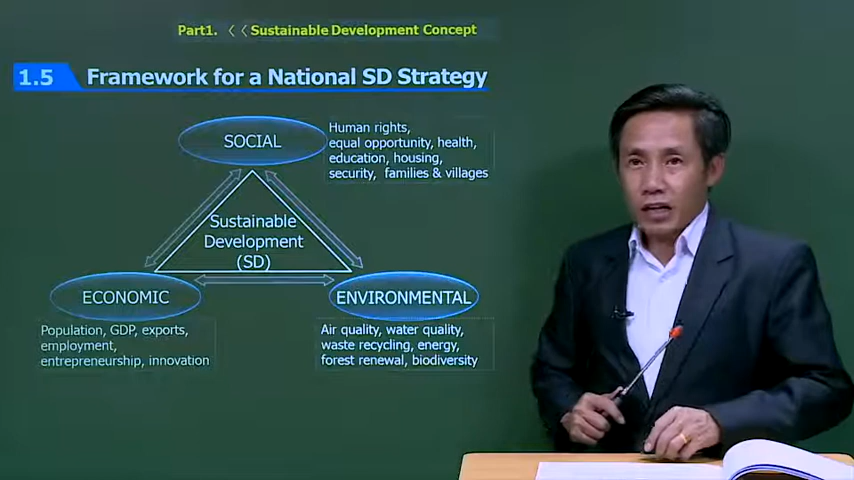 Part1. 〈〈 Sustainable Development Concept
1.5 Framework for a National SD Strategy
SOCIAL
Human rights,
equal opportunity, health,
education, housing,
security, families & villages
Sustainable
Development
(SD)
ECONOMIC
Population, GDP, exports,
employment,
entrepreneurship, innovation
ENVIRONMENTAL
Air quality, water quality,
waste recycling, energy,
forest renewal, biodiversity